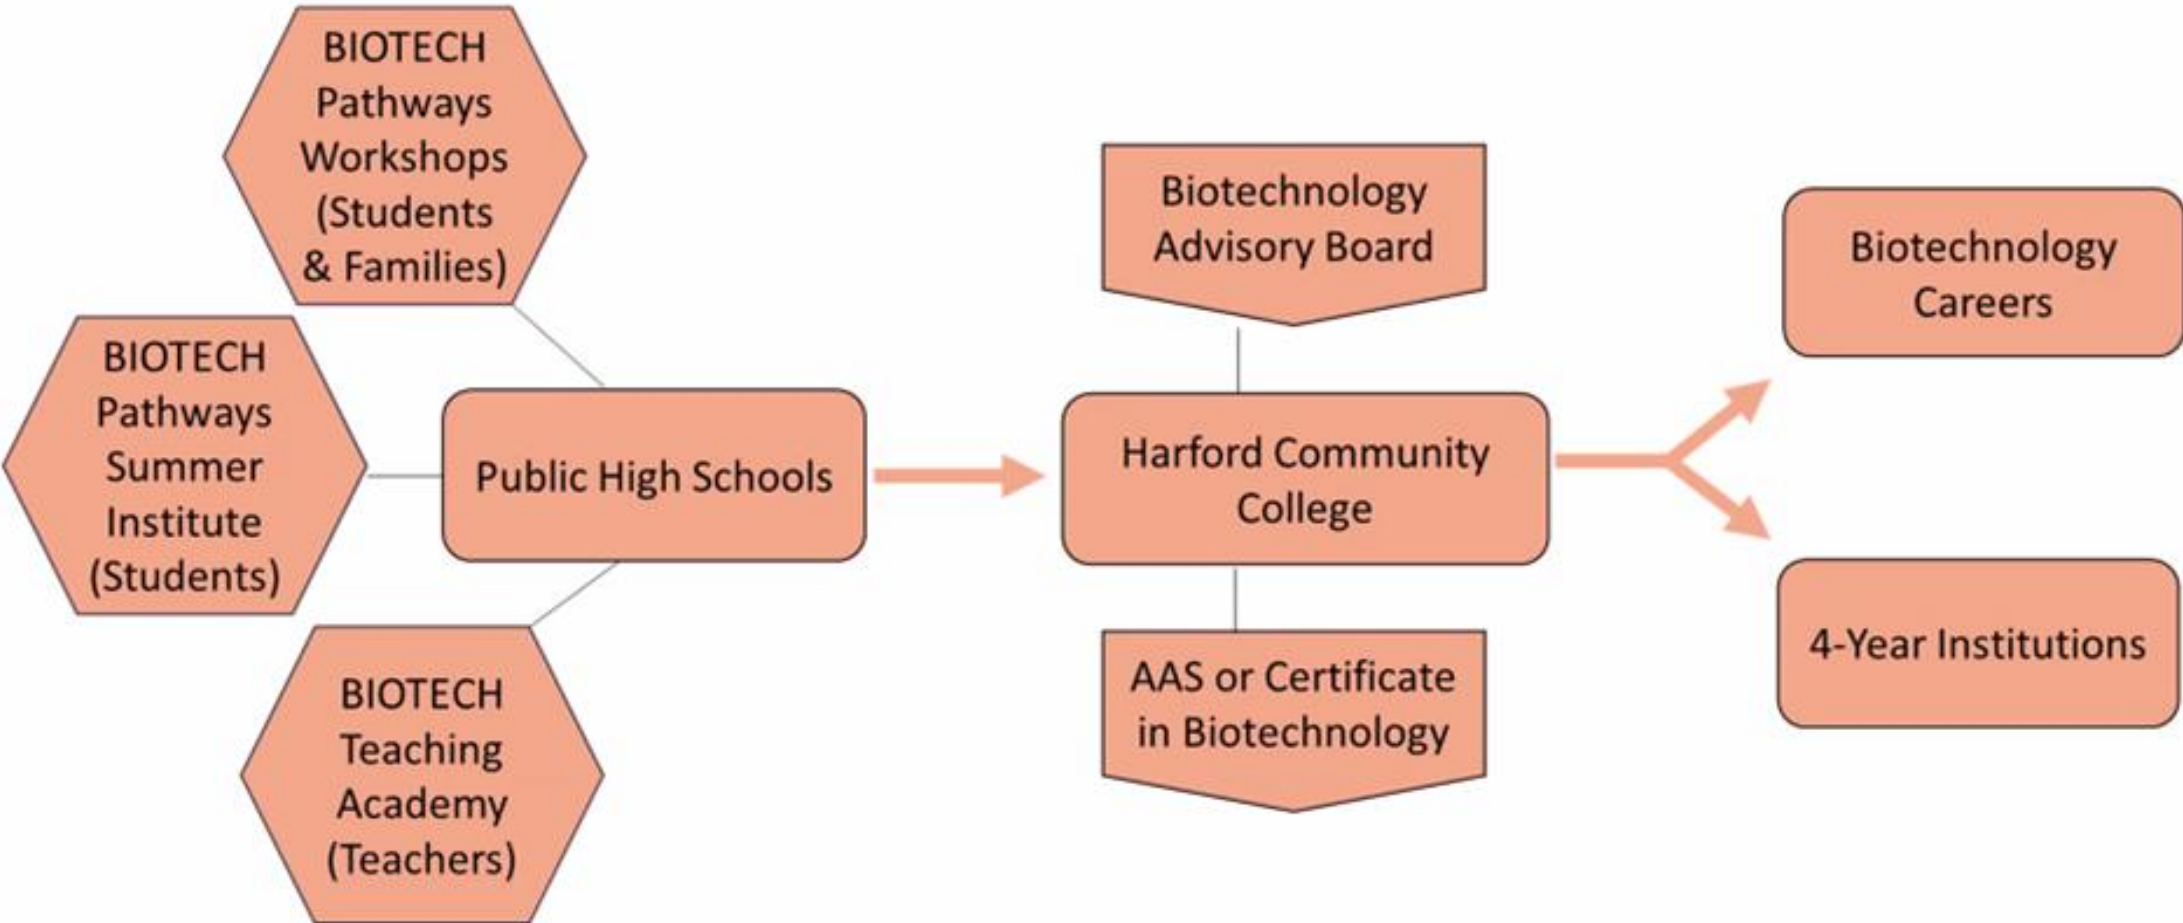 BIOTECH
Pathways
Workshops
(Students
& Families)
BIOTECH
Pathways
Summer
Institute
(Students)
BIOTECH
Teaching
Academy
(Teachers)
Public High Schools
Biotechnology
Advisory Board
Harford Community
College
AAS or Certificate
in Biotechnology
Biotechnology
Careers
4-Year Institutions